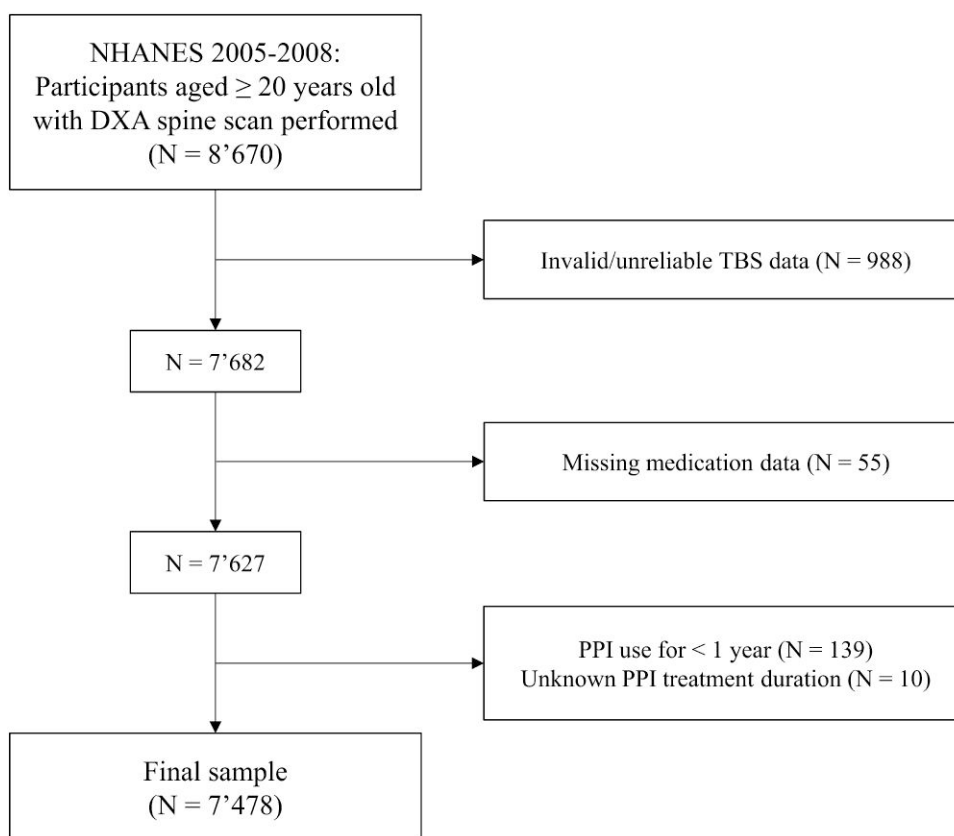 NHANES 2005-2008:
Participants aged ≥ 20 years old
with DXA spine scan performed
(N = 8’670)
Invalid/unreliable TBS data (N = 988)
N = 7’682
Missing medication data (N = 55)
N = 7’627
PPI use for < 1 year (N = 139)
Unknown PPI treatment duration (N = 10)
Final sample
(N = 7’478)